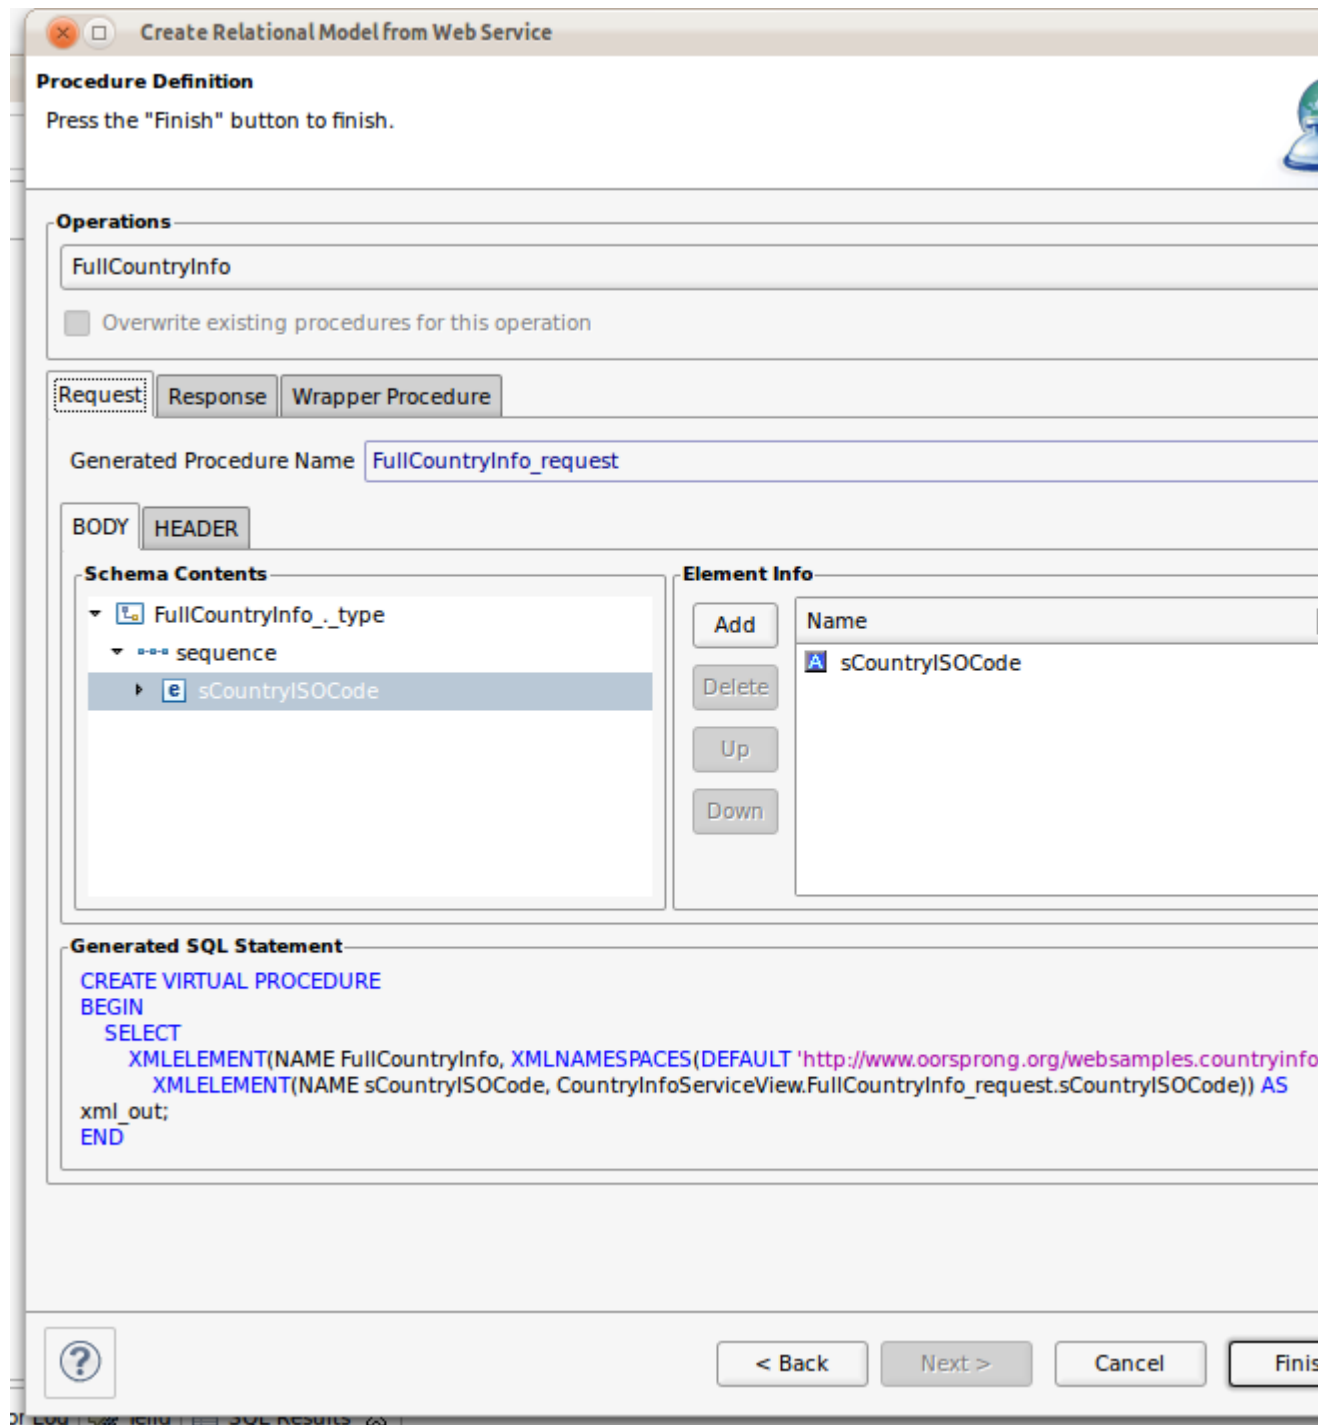 Create Relational Model from Web Service
Procedure Definition
Press the "Finish" button to finish.
Operations
FullCountryInfo
Overwrite existing procedures for this operation
Request Response Wrapper Procedure
Generated Procedure Name FullCountryInfo_request
BODY HEADER
Schema Contents
Element Info
FullCountryInfo_._type
sequence
sCountryISOCode
Add
Delete
Up
Down
Name
sCountryISOCode
Generated SQL Statement
CREATE VIRTUAL PROCEDURE
BEGIN
SELECT
XMLELEMENT(NAME FullCountryInfo, XMLNAMESPACES(DEFAULT 'http://www.oorsprong.org/websamples.countryinfo
XMLELEMENT(NAME sCountryISOCode, CountryInfoServiceView.FullCountryInfo_request.sCountryISOCode)) AS
xml_out;
END
< Back Next > Cancel Finis
SQL Results